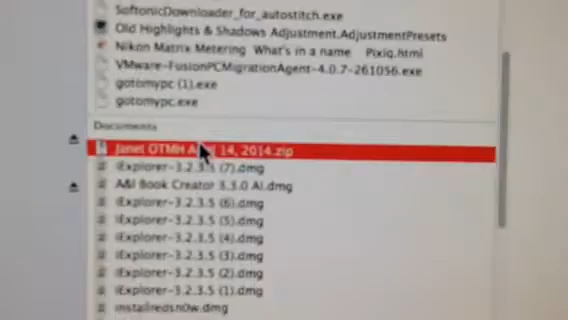 SoftonicDownloader_for_autostitch.exe
Old Highlights & Shadows Adjustment.AdjustmentPresets
Nikon Matrix Metering What's in a name Pixiq.html
VMware-FusionPCMigrationAgent-4.0.7-261056.exe
gotomypc (1).exe
gotomypc.exe
Documents
Janet OTMH 14, 2014.zip
iExplorer-3.2.3.5 (7).dmg
A&I Book Creator 3.3.0 AI.dmg
iExplorer-3.2.3.5 (6).dmg
iExplorer-3.2.3.5 (5).dmg
iExplorer-3.2.3.5 (4).dmg
iExplorer-3.2.3.5 (3).dmg
iExplorer-3.2.3.5 (2).dmg
iExplorer-3.2.3.5 (1).dmg
installredsn0w.dmg